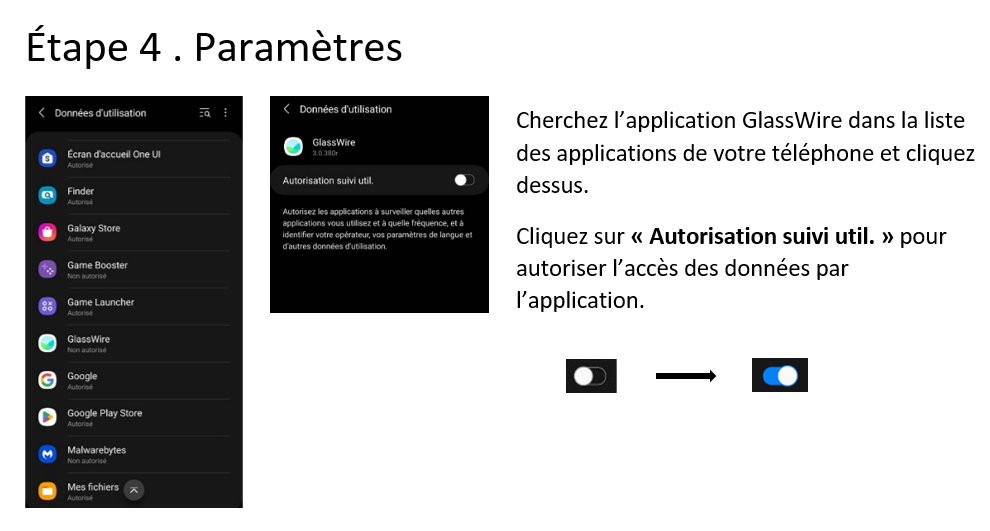 Étape 4 . Paramètres
Données d'utilisation
Écran d'accueil One UI
Autorisé
Finder
Autorisé
Galaxy Store
Autorisé
Game Booster
Non autorisé
Game Launcher
Autorisé
GlassWire
Non autorisé
Google
Autorisé
Google Play Store
Autorisé
Malwarebytes
Non autorisé
Mes fichiers
Autorisé
Données d'utilisation
GlassWire
3.0.380r
Autorisation suivi util.
Autorisez les applications à surveiller quelles autres
applications vous utilisez et à quelle fréquence, et à
identifier votre opérateur, vos paramètres de langue et
d'autres données d'utilisation.
Cherchez l’application GlassWire dans la liste
des applications de votre téléphone et cliquez
dessus.
Cliquez sur « Autorisation suivi util. » pour
autoriser l’accès des données par
l’application.